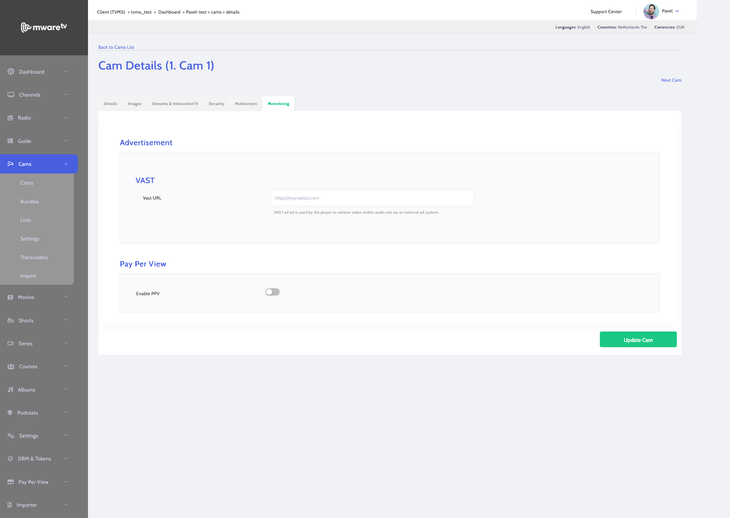 mwaretv
Client (TVMS) > tvms_test > Dashboard > Pavel-test > cams > details
Support Center
Pavel
Languages: English Countries: Netherlands The Currencies: EUR
Back to Cams List
Cam Details (1. Cam 1)
Next Cam
Details Images Streams & InteractiveTV Security Multiscreen Monetizing
Advertisement
VAST
Vast URL
https://yourvasturl.com
VAST ad url is used by the player to retrieve video and/or audio ads via an external ad options
Pay Per View
Enable PPV
Update Cam
Dashboard
Channels
Radio
Guide
Cams
Cams
Bundles
Lists
Settings
Transcoders
Import
Movies
Shorts
Series
Courses
Albums
Podcasts
Settings
DRM & Tokens
Pay Per View
Importer